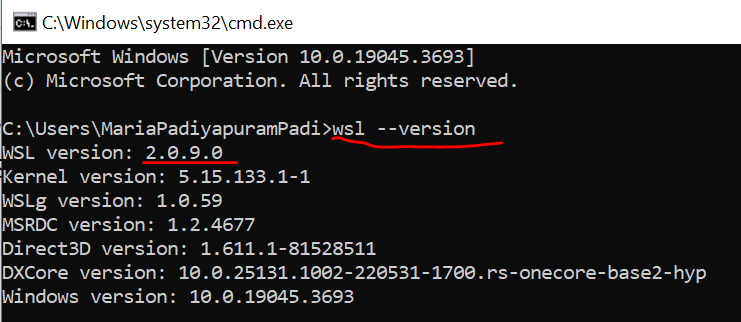 C:\Windows\system32\cmd.exe
Microsoft Windows [Version 10.0.19045.3693]
(c) Microsoft Corporation. All rights reserved.
C:\Users\MariaPadiyapuramPadi>wsl --version
WSL version: 2.0.9.0
Kernel version: 5.15.133.1-1
WSLg version: 1.0.59
MSRDC version: 1.2.4677
Direct3D version: 1.611.1-81528511
DXCore version: 10.0.25131.1002-220531-1700.rs-onecore-base2-hyp
Windows version: 10.0.19045.3693